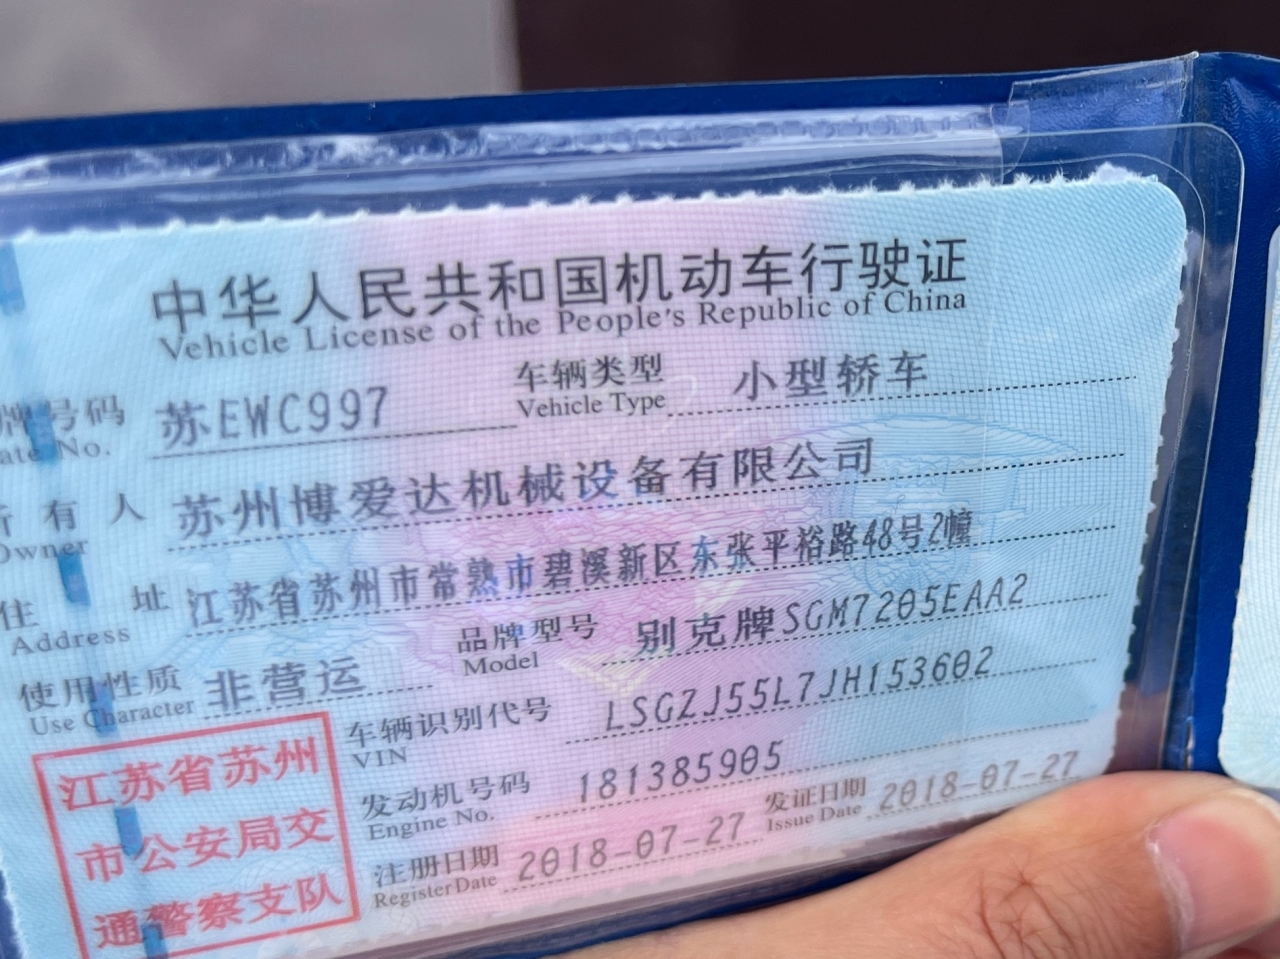 中华人民共和国机动车行驶证
Vehicle License of the People's Republic of China
牌号码 苏EWC997 车辆类型 小型轿车
ate No. Vehicle Type
所有人 苏州博爱达机械设备有限公司
Owner
住址 江苏省苏州市常熟市碧溪新区东张平裕路48号2幢
Address
使用性质 非营运 品牌型号 别克牌SGM7205EAA2
Use Character Model
车辆识别代号 LSGZJ55L7JH153602
VIN
发动机号码 181385905
Engine No.
注册日期 2018-07-27 发证日期 2018-07-27
Register Date Issue Date
江苏省苏州
市公安局交
通警察支队